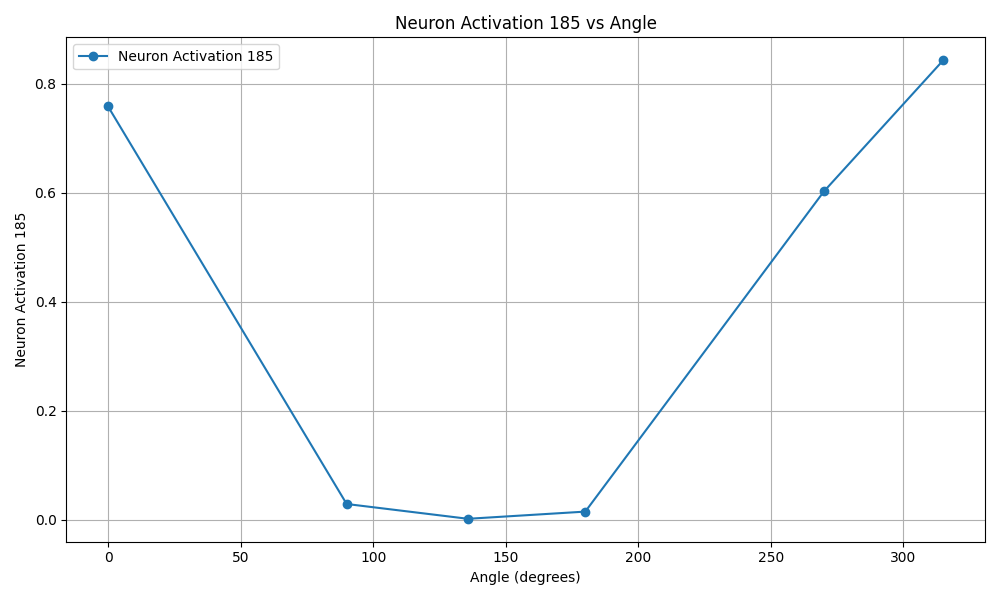 Neuron Activation 185 vs Angle
Neuron Activation 185
0.8
0.6
0.4
0.2
0.0
Neuron Activation 185
0 50 100 150 200 250 300
Angle (degrees)